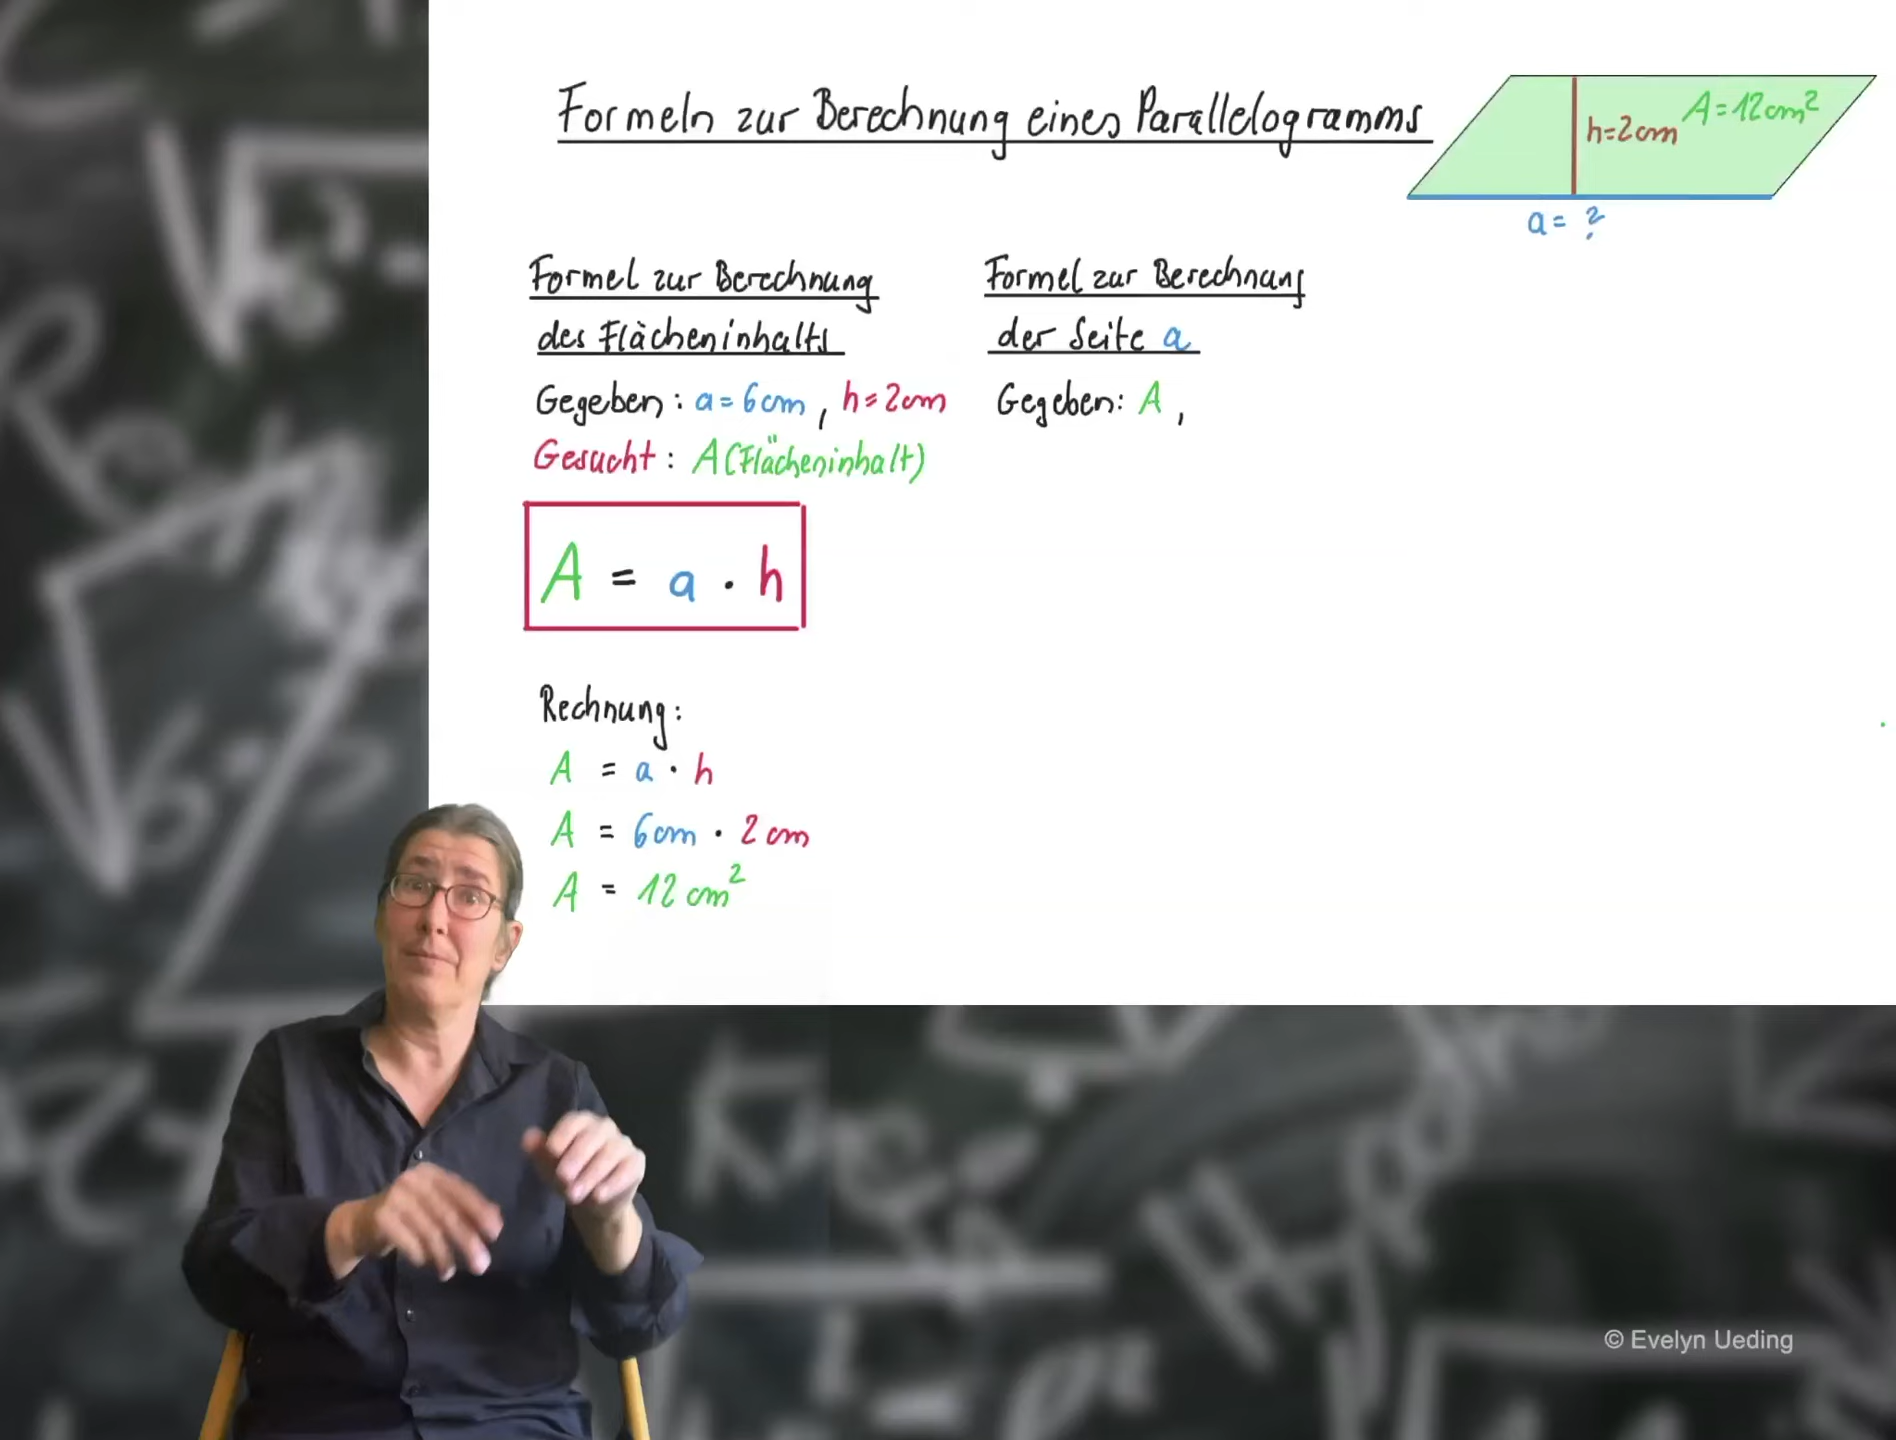 Formeln zur Berechnung eines Parallelogramms
h=2cm
A=12cm²
a= ?
Formel zur Berechnung
des Flächeninhalts
Gegeben: a=6cm, h=2cm
Gesucht: A(Flächeninhalt)
A = a · h
Rechnung:
A = a · h
A = 6cm · 2cm
A = 12cm²
Formel zur Berechnung
der Seite a
Gegeben: A,
© Evelyn Ueding